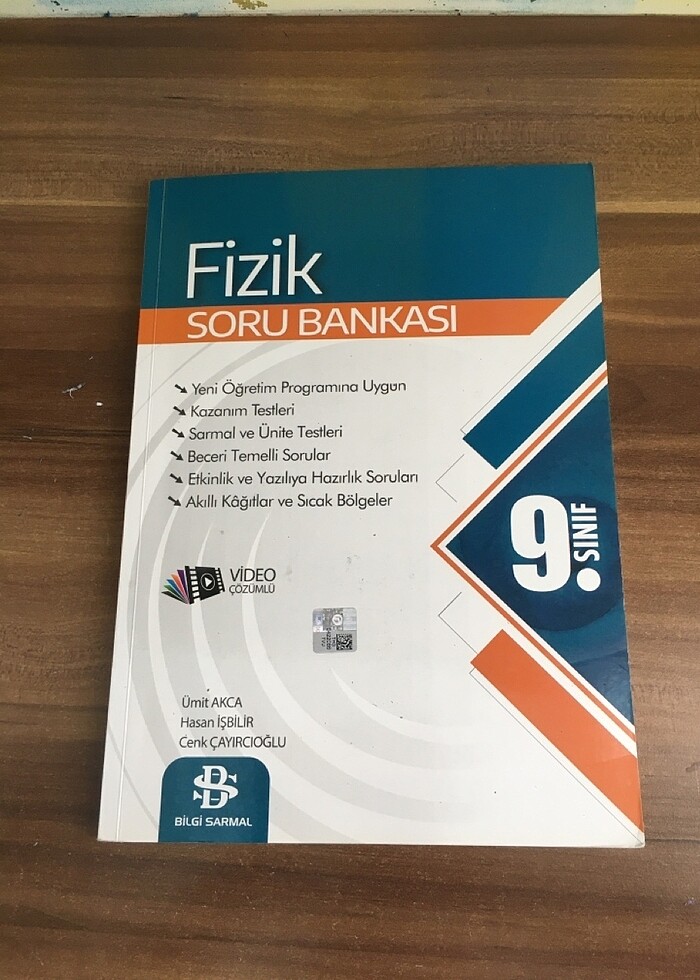 Fizik
SORU BANKASI
Yeni Öğretim Programına Uygun
Kazanım Testleri
Sarmal ve Ünite Testleri
Beceri Temelli Sorular
Etkinlik ve Yazılıya Hazırlık Soruları
Akıllı Kâğıtlar ve Sıcak Bölgeler
9. SINIF
VİDEO
ÇÖZÜMLÜ
Ümit AKCA
Hasan İŞBİLİR
Cenk ÇAYIRCIOĞLU
BS
BİLGİ SARMAL